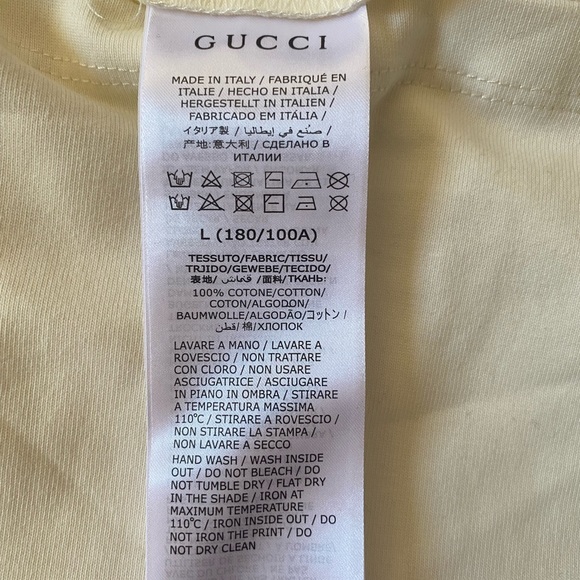 GUCCI
MADE IN ITALY / FABRIQUÉ EN
ITALIE / HECHO EN ITALIA /
HERGESTELLT IN ITALIEN /
FABRICADO EM ITÁLIA /
イタリア製 / صنع في إيطاليا /
产地:意大利 / СДЕЛАНО В
ИТАЛИИ
L (180/100A)
TESSUTO/FABRIC/TISSU/
TRJIDO/GEWEBE/TECIDO/
表地/ قماش/ /面料/ТКАНЬ:
100% COTONE/COTTON/
COTON/ALGODON/
BAUMWOLLE/ALGODÃO/コットン /
قطن/ 棉/ХЛОПОК
LAVARE A MANO / LAVARE A
ROVESCIO / NON TRATTARE
CON CLORO / NON USARE
ASCIUGATRICE / ASCIUGARE
IN PIANO IN OMBRA / STIRARE
A TEMPERATURA MASSIMA
110°C / STIRARE A ROVESCIO /
NON STIRARE LA STAMPA /
NON LAVARE A SECCO
HAND WASH / WASH INSIDE
OUT / DO NOT BLEACH / DO
NOT TUMBLE DRY / FLAT DRY
IN THE SHADE / IRON AT
MAXIMUM TEMPERATURE
110°C / IRON INSIDE OUT / DO
NOT IRON THE PRINT / DO
NOT DRY CLEAN